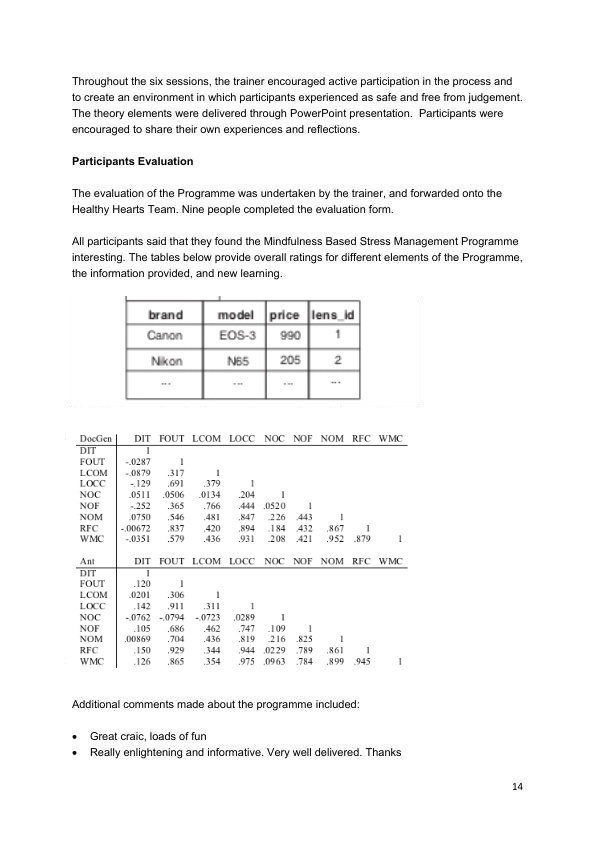 Throughout the six sessions, the trainer encouraged active participation in the process and
to create an environment in which participants experienced as safe and free from judgement.
The theory elements were delivered through PowerPoint presentation.  Participants were
encouraged to share their own experiences and reflections.
Participants Evaluation
The evaluation of the Programme was undertaken by the trainer, and forwarded onto the
Healthy Hearts Team. Nine people completed the evaluation form.
All participants said that they found the Mindfulness Based Stress Management Programme
interesting. The tables below provide overall ratings for different elements of the Programme,
the information provided, and new learning.
brand model price lens_id
Canon EOS-3 990 1
Nikon N65 205 2
... ... ... ...
DocGen DIT FOUT LCOM LOCC NOC NOF NOM RFC WMC
DIT 1
FOUT -.0287 1
LCOM -.0879 .317 1
LOCC -.129 .691 .379 1
NOC .0511 .0506 .0134 .204 1
NOF -.252 .365 .766 .444 .0520 1
NOM .0750 .546 .481 .847 .226 .443 1
RFC -.00672 .837 .420 .894 .184 .432 .867 1
WMC -.0351 .579 .436 .931 .208 .421 .952 .879 1
Ant DIT FOUT LCOM LOCC NOC NOF NOM RFC WMC
DIT 1
FOUT .120 1
LCOM .0201 .306 1
LOCC .142 .911 .311 1
NOC -.0762 -.0794 -.0723 .0289 1
NOF .105 .686 .462 .747 .109 1
NOM .00869 .704 .436 .819 .216 .825 1
RFC .150 .929 .344 .944 .0229 .789 .861 1
WMC .126 .865 .354 .975 .0963 .784 .899 .945 1
Additional comments made about the programme included:
• Great craic, loads of fun
• Really enlightening and informative. Very well delivered. Thanks
14